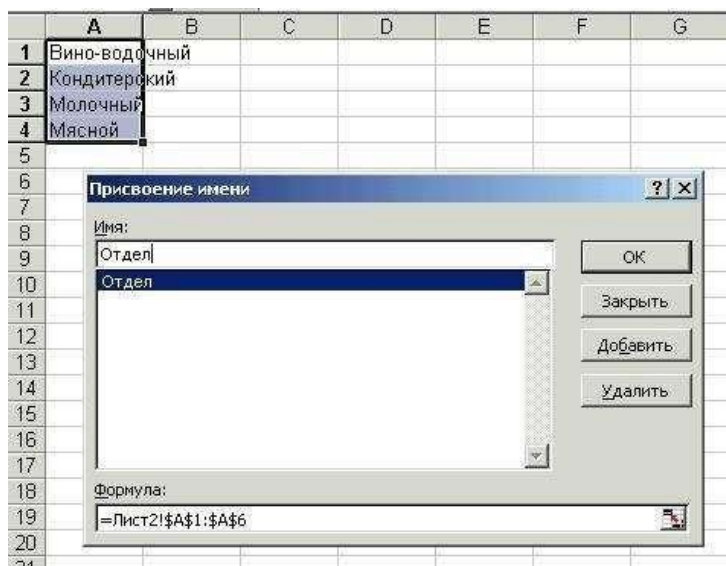 A B C D E F G
1 Вино-водочный
2 Кондитерский
3 Молочный
4 Мясной
5
6
7
8
9
10
11
12
13
14
15
16
17
18
19
20
Присвоение имени ? x
Имя:
Отдел
Отдел
OK
Закрыть
Добавить
Удалить
Формула:
=Лист2!$A$1:$A$6